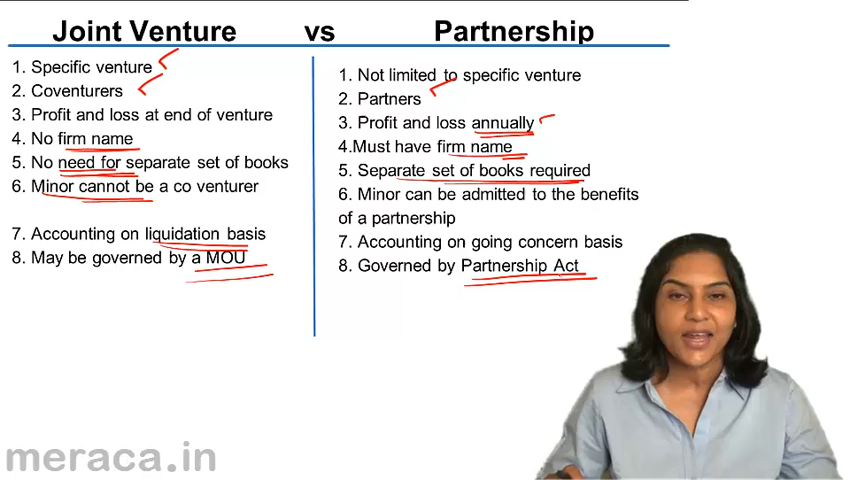 Joint Venture vs Partnership
1. Specific venture
2. Coventurers
3. Profit and loss at end of venture
4. No firm name
5. No need for separate set of books
6. Minor cannot be a co venturer
7. Accounting on liquidation basis
8. May be governed by a MOU
1. Not limited to specific venture
2. Partners
3. Profit and loss annually
4.Must have firm name
5. Separate set of books required
6. Minor can be admitted to the benefits
of a partnership
7. Accounting on going concern basis
8. Governed by Partnership Act
meraca.in